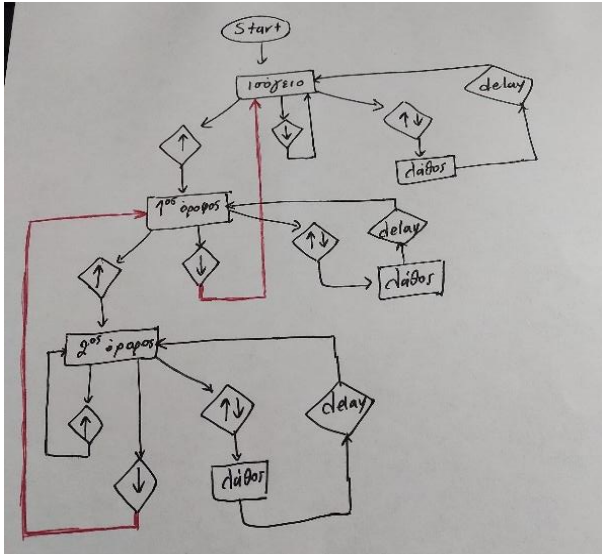 Start
ισόγειο
delay
↑
↓
↑↓
λάθος
1ος όροφος
delay
↑
↓
↑↓
λάθος
2ος όροφος
delay
↑
↑↓
↓
λάθος